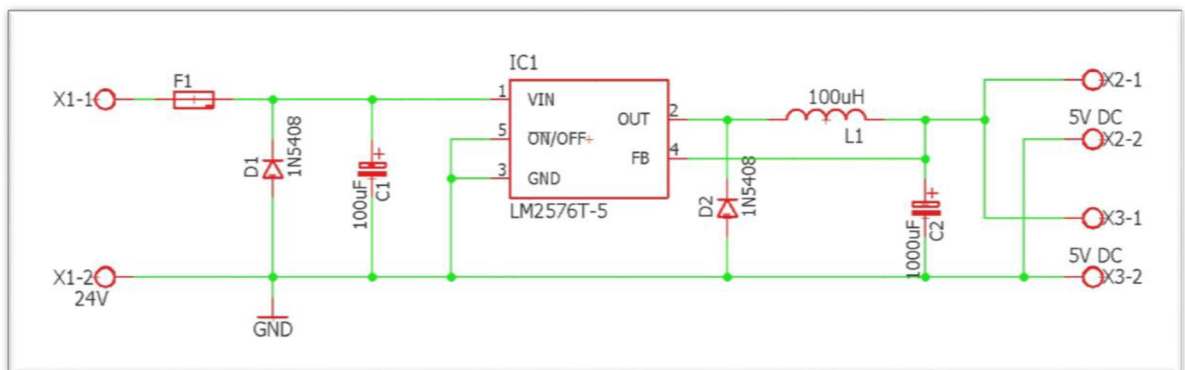 X1-1
F1
D1
1N5408
100uF
C1
IC1
1
VIN
5
ON/OFF+
3
GND
OUT
2
FB
4
LM2576T-5
D2
1N5408
100uH
L1
1000uF
C2
X2-1
5V DC
X2-2
X3-1
5V DC
X3-2
X1-2
24V
GND